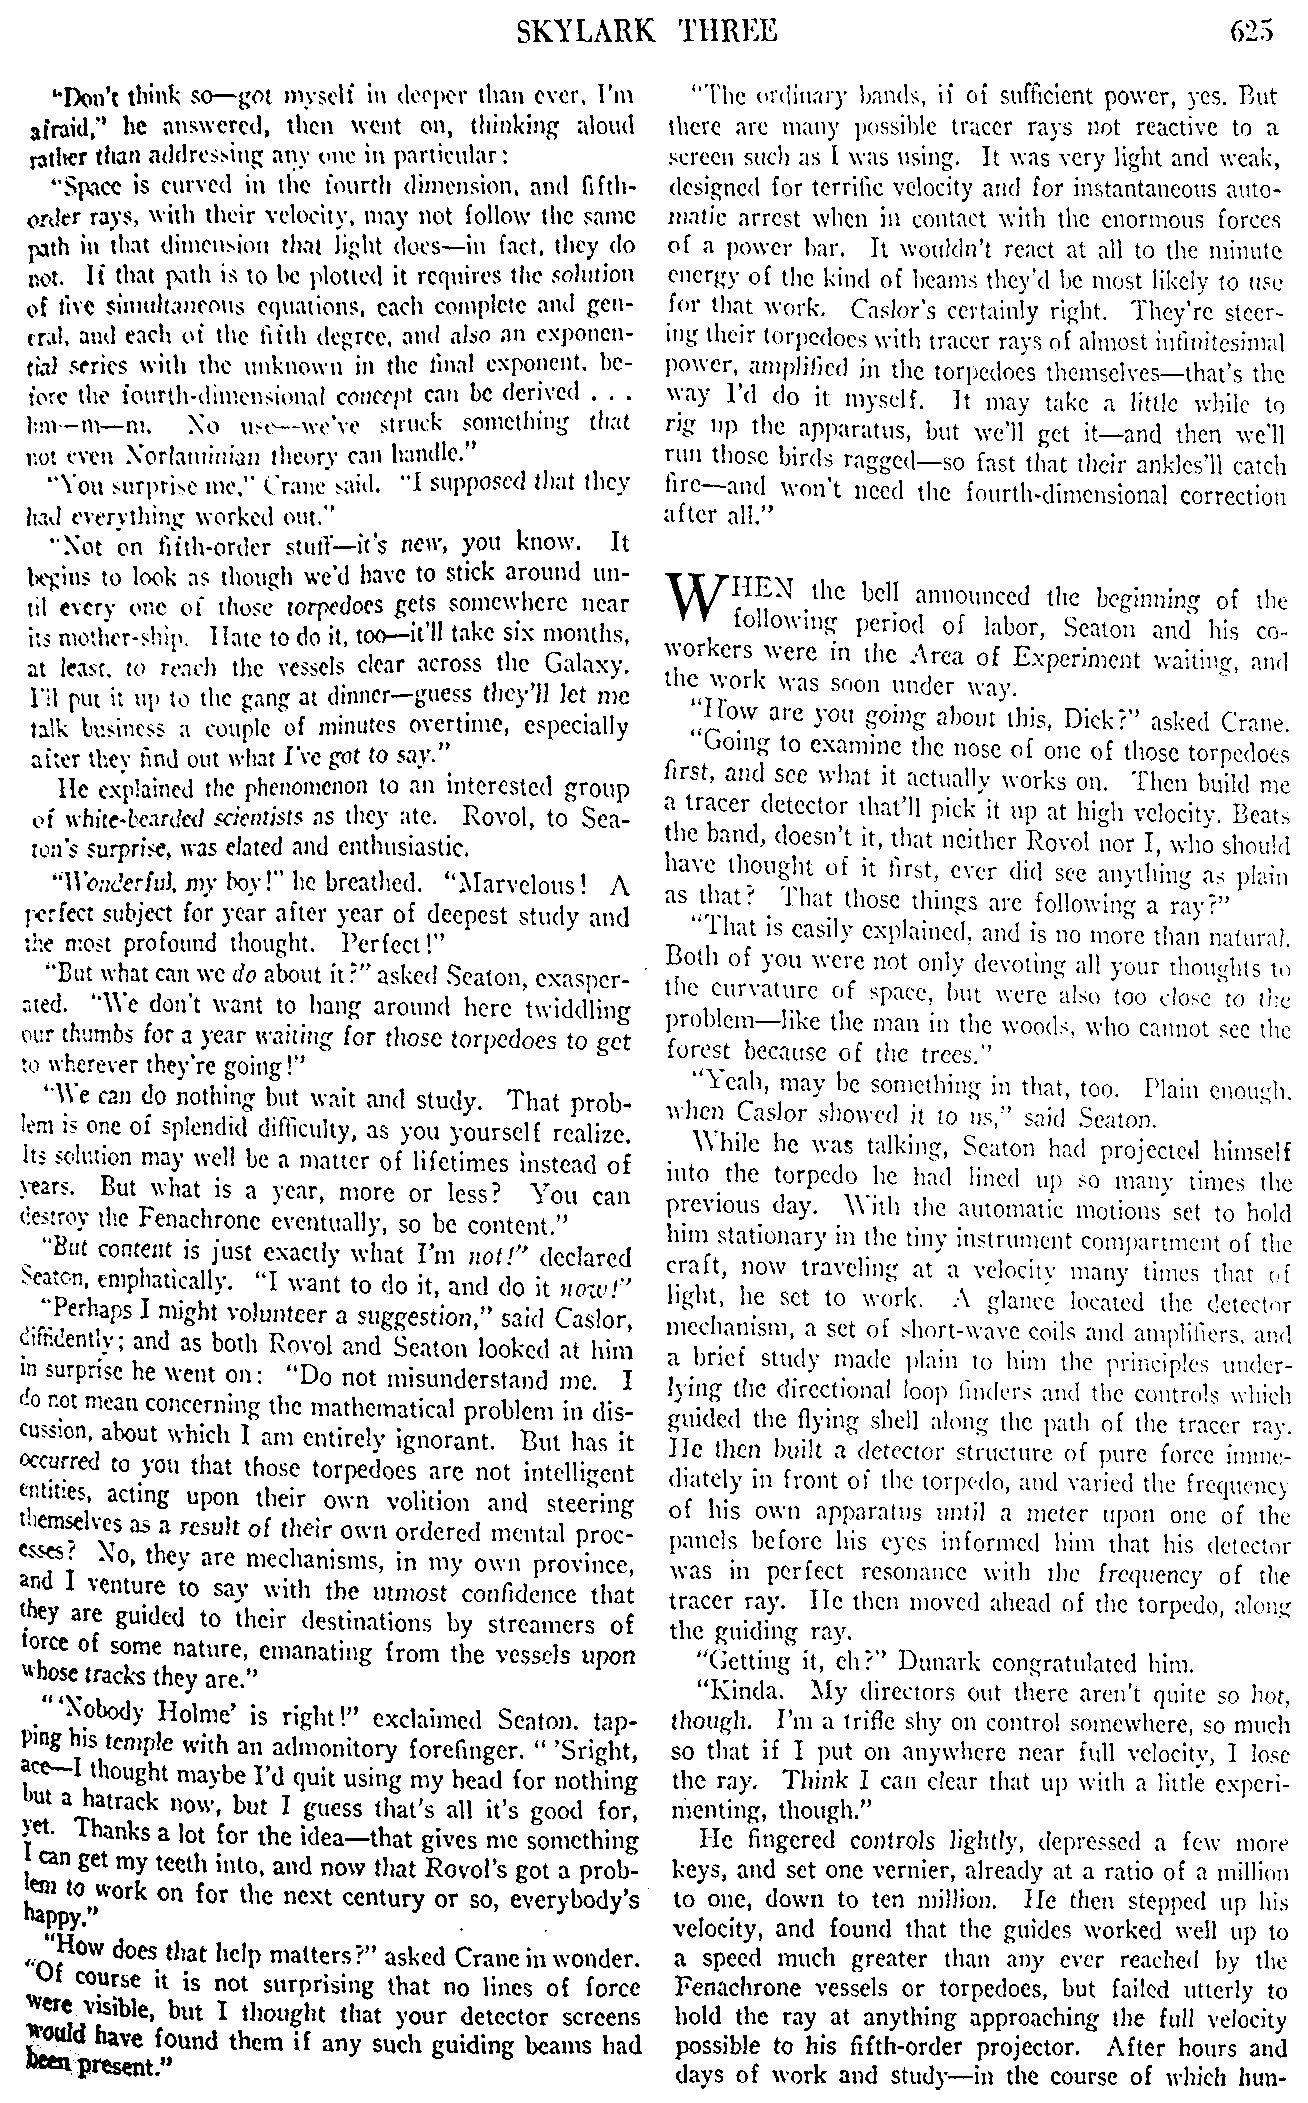 SKYLARK THREE
625
"Don't think so—got myself in deeper than ever, I'm
afraid," he answered, then went on, thinking aloud
rather than addressing any one in particular:
"Space is curved in the fourth dimension, and fifth-
order rays, with their velocity, may not follow the same
path in that dimension that light does—in fact, they do
not. If that path is to be plotted it requires the solution
of five simultaneous equations, each complete and gen-
eral, and each of the fifth degree, and also an exponen-
tial series with the unknown in the final exponent, be-
fore the fourth-dimensional concept can be derived . . .
hm—m—m. No use—we've struck something that
not even Norlaminian theory can handle."
"You surprise me," Crane said. "I supposed that they
had everything worked out."
"Not on fifth-order stuff—it's new, you know. It
begins to look as though we'd have to stick around un-
til every one of those torpedoes gets somewhere near
its mother-ship. Hate to do it, too—it'll take six months,
at least, to reach the vessels clear across the Galaxy.
I'll put it up to the gang at dinner—guess they'll let me
talk business a couple of minutes overtime, especially
after they find out what I've got to say."
He explained the phenomenon to an interested group
of white-bearded scientists as they ate. Rovol, to Sea-
ton's surprise, was elated and enthusiastic.
"Wonderful, my boy!" he breathed. "Marvelous! A
perfect subject for year after year of deepest study and
the most profound thought. Perfect!"
"But what can we do about it?" asked Seaton, exasper-
ated. "We don't want to hang around here twiddling
our thumbs for a year waiting for those torpedoes to get
to wherever they're going!"
"We can do nothing but wait and study. That prob-
lem is one of splendid difficulty, as you yourself realize.
Its solution may well be a matter of lifetimes instead of
years. But what is a year, more or less? You can
destroy the Fenachrone eventually, so be content."
"But content is just exactly what I'm not!" declared
Seaton, emphatically. "I want to do it, and do it now!"
"Perhaps I might volunteer a suggestion," said Caslor,
diffidently; and as both Rovol and Seaton looked at him
in surprise he went on: "Do not misunderstand me. I
do not mean concerning the mathematical problem in dis-
cussion, about which I am entirely ignorant. But has it
occurred to you that those torpedoes are not intelligent
entities, acting upon their own volition and steering
themselves as a result of their own ordered mental proc-
esses? No, they are mechanisms, in my own province,
and I venture to say with the utmost confidence that
they are guided to their destinations by streamers of
force of some nature, emanating from the vessels upon
whose tracks they are."
"'Nobody Holme' is right!" exclaimed Seaton, tap-
ping his temple with an admonitory forefinger. "'Sright,
ace—I thought maybe I'd quit using my head for nothing
but a hatrack now, but I guess that's all it's good for,
yet. Thanks a lot for the idea—that gives me something
I can get my teeth into, and now that Rovol's got a prob-
lem to work on for the next century or so, everybody's
happy."
"How does that help matters?" asked Crane in wonder.
"Of course it is not surprising that no lines of force
were visible, but I thought that your detector screens
would have found them if any such guiding beams had
been present."
"The ordinary bands, if of sufficient power, yes. But
there are many possible tracer rays not reactive to a
screen such as I was using. It was very light and weak,
designed for terrific velocity and for instantaneous auto-
matic arrest when in contact with the enormous forces
of a power bar. It wouldn't react at all to the minute
energy of the kind of beams they'd be most likely to use
for that work. Caslor's certainly right. They're steer-
ing their torpedoes with tracer rays of almost infinitesimal
power, amplified in the torpedoes themselves—that's the
way I'd do it myself. It may take a little while to
rig up the apparatus, but we'll get it—and then we'll
run those birds ragged—so fast that their ankles'll catch
fire—and won't need the fourth-dimensional correction
after all."
WHEN the bell announced the beginning of the
following period of labor, Seaton and his co-
workers were in the Area of Experiment waiting, and
the work was soon under way.
"How are you going about this, Dick?" asked Crane.
"Going to examine the nose of one of those torpedoes
first, and see what it actually works on. Then build me
a tracer detector that'll pick it up at high velocity. Beats
the band, doesn't it, that neither Rovol nor I, who should
have thought of it first, ever did see anything as plain
as that? That those things are following a ray?"
"That is easily explained, and is no more than natural.
Both of you were not only devoting all your thoughts to
the curvature of space, but were also too close to the
problem—like the man in the woods, who cannot see the
forest because of the trees."
"Yeah, may be something in that, too. Plain enough,
when Caslor showed it to us," said Seaton.
While he was talking, Seaton had projected himself
into the torpedo he had lined up so many times the
previous day. With the automatic motions set to hold
him stationary in the tiny instrument compartment of the
craft, now traveling at a velocity many times that of
light, he set to work. A glance located the detector
mechanism, a set of short-wave coils and amplifiers, and
a brief study made plain to him the principles under-
lying the directional loop finders and the controls which
guided the flying shell along the path of the tracer ray.
He then built a detector structure of pure force imme-
diately in front of the torpedo, and varied the frequency
of his own apparatus until a meter upon one of the
panels before his eyes informed him that his detector
was in perfect resonance with the frequency of the
tracer ray. He then moved ahead of the torpedo, along
the guiding ray.
"Getting it, eh?" Dunark congratulated him.
"Kinda. My directors out there aren't quite so hot,
though. I'm a trifle shy on control somewhere, so much
so that if I put on anywhere near full velocity, I lose
the ray. Think I can clear that up with a little experi-
menting, though."
He fingered controls lightly, depressed a few more
keys, and set one vernier, already at a ratio of a million
to one, down to ten million. He then stepped up his
velocity, and found that the guides worked well up to
a speed much greater than any ever reached by the
Fenachrone vessels or torpedoes, but failed utterly to
hold the ray at anything approaching the full velocity
possible to his fifth-order projector. After hours and
days of work and study—in the course of which hun-